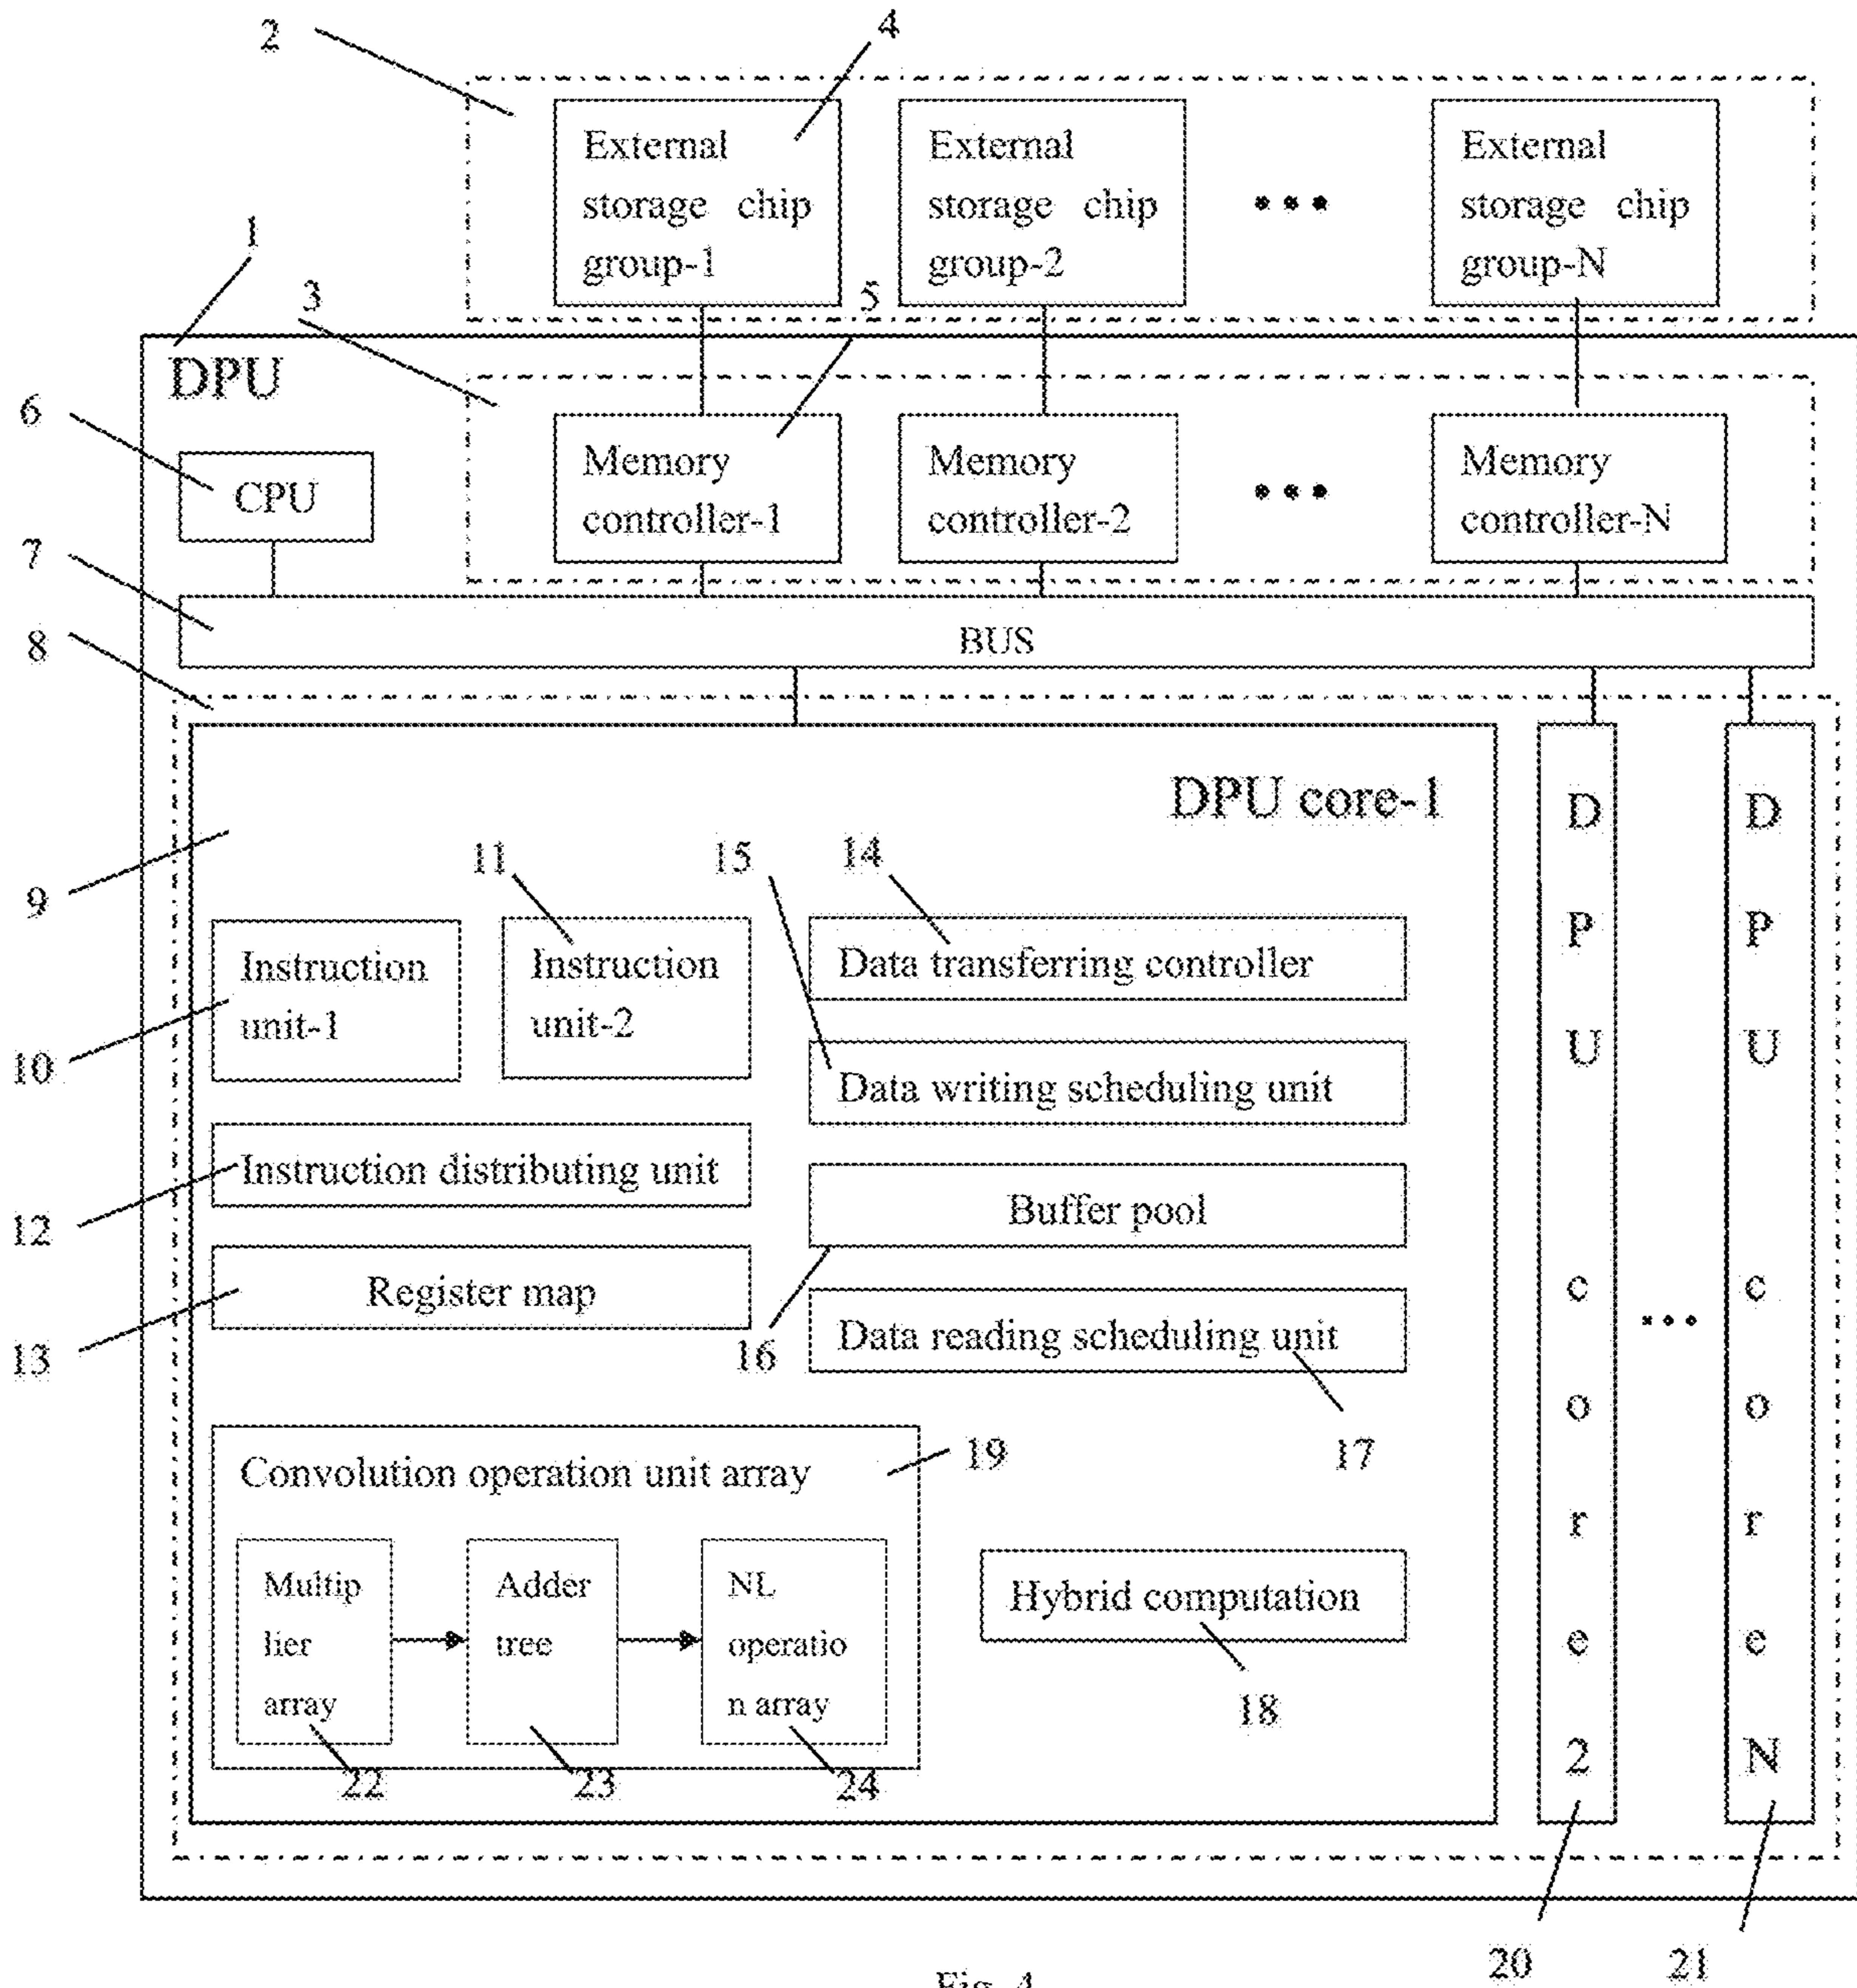 2
4
External
storage chip
group-1
External
storage chip
group-2
•••
External
storage chip
group-N
1
3
5
DPU
6
CPU
Memory
controller-1
Memory
controller-2
•••
Memory
controller-N
7
BUS
8
DPU core-1
9
11
15
14
Instruction
unit-1
Instruction
unit-2
Data transferring controller
10
Data writing scheduling unit
Instruction distributing unit
12
Buffer pool
Register map
13
16
Data reading scheduling unit
17
Convolution operation unit array
19
Multip
lier
array
Adder
tree
NL
operatio
n array
Hybrid computation
18
22
23
24
D
P
U
c
o
r
e
2
•••
D
P
U
c
o
r
e
N
20
21
Fig. 4